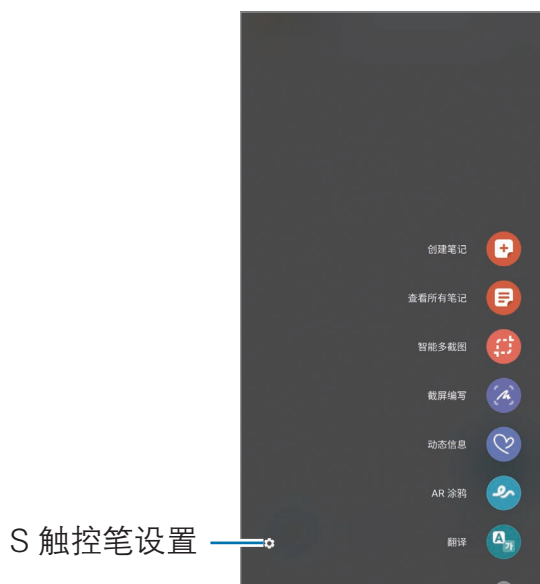 创建笔记
查看所有笔记
智能多截图
截屏编写
动态信息
AR 涂鸦
S 触控笔设置
翻译